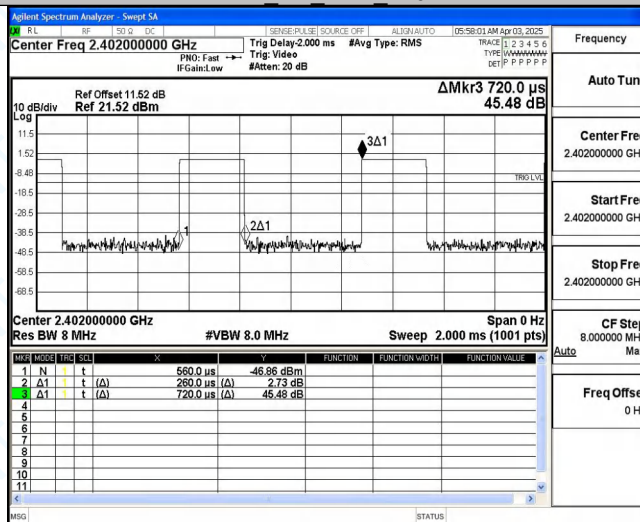 Agilent Spectrum Analyzer - Swept SA
RL RF 50 Ω DC SENSE:PULSE SOURCE OFF ALIGN AUTO 05:58:01 AM Apr 03, 2025
Center Freq 2.402000000 GHz
PNO: Fast
IFGain:Low
Trig Delay-2.000 ms #Avg Type: RMS
Trig: Video
#Atten: 20 dB
TRACE 1 2 3 4 5 6
TYPE
DET P P P P P P
Ref Offset 11.52 dB
Ref 21.52 dBm
10 dB/div
Log
ΔMkr3 720.0 μs
45.48 dB
11.5
1.52
-8.48
-18.5
-28.5
-38.5
-48.5
-58.5
-68.5
3Δ1
TRIG LVL
1
2Δ1
Center 2.402000000 GHz Span 0 Hz
Res BW 8 MHz #VBW 8.0 MHz Sweep 2.000 ms (1001 pts)
MKR MODE TRC SCL X Y FUNCTION FUNCTION WIDTH FUNCTION VALUE
1 N 1 t 560.0 μs -46.86 dBm
2 Δ1 1 t (Δ) 260.0 μs (Δ) 2.73 dB
3 Δ1 1 t (Δ) 720.0 μs (Δ) 45.48 dB
4
5
6
7
8
9
10
11
MSG STATUS
Frequency
Auto Tun
Center Fre
2.402000000 GH
Start Fre
2.402000000 GH
Stop Fre
2.402000000 GH
CF Ste
8.000000 MH
Auto Ma
Freq Offse
0 H